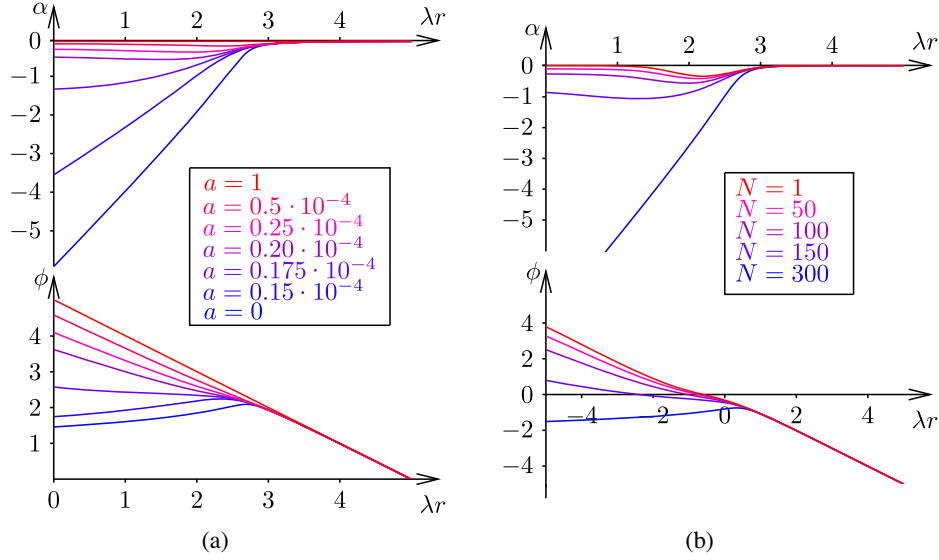 α
1 2 3 4 λr
0
−1
−2
−3
−4
−5
a = 1
a = 0.5 · 10⁻⁴
a = 0.25 · 10⁻⁴
a = 0.20 · 10⁻⁴
a = 0.175 · 10⁻⁴
a = 0.15 · 10⁻⁴
a = 0
ϕ
4
3
2
1
0 1 2 3 4 λr
(a)
α
1 2 3 4 λr
0
−1
−2
−3
−4
−5
N = 1
N = 50
N = 100
N = 150
N = 300
ϕ
4
2
0
−4 −2 0 2 4 λr
−2
−4
(b)